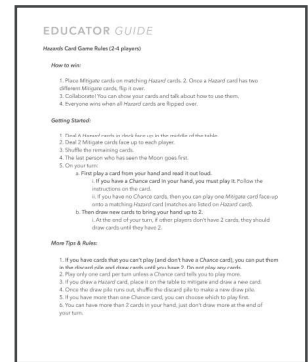 EDUCATOR GUIDE
Hazards Card Game Rules (2-4 players)
How to win:
1. Place Mitigate cards on matching Hazard cards. 2. Once a Hazard card has two
different Mitigate cards, flip it over.
3. Collaborate! You can show your cards and talk about how to use them.
4. Everyone wins when all Hazard cards are flipped over.
Getting Started:
1. Deal 6 Hazard cards in deck face up in the middle of the table.
2. Deal 2 Mitigate cards face up to each player.
3. Shuffle the remaining cards.
4. The last person who has seen the Moon goes first.
5. On your turn:
a. First play a card from your hand and read it out loud.
i. If you have a Chance card in your hand, you must play it. Follow the
instructions on the card.
ii. If you have no Chance cards, then you can play one Mitigate card face up
onto a matching Hazard card (matches are listed on Hazard card).
b. Then draw new cards to bring your hand up to 2.
i. At the end of your turn, if other players don't have 2 cards, they should
draw cards until they have 2.
More Tips & Rules:
1. If you have cards that you can't play (and don't have a Chance card), you can put them
in the discard pile and draw cards until you have 2. Do not play any cards.
2. Play only one card per turn unless a Chance card tells you to play more.
3. If you draw a Hazard card, place it on the table to mitigate and draw a new card.
4. Once the draw pile runs out, shuffle the discard pile to make a new draw pile.
5. If you have more than one Chance card, you can choose which to play first.
6. You can have more than 2 cards in your hand, just don't draw more at the end of
your turn.